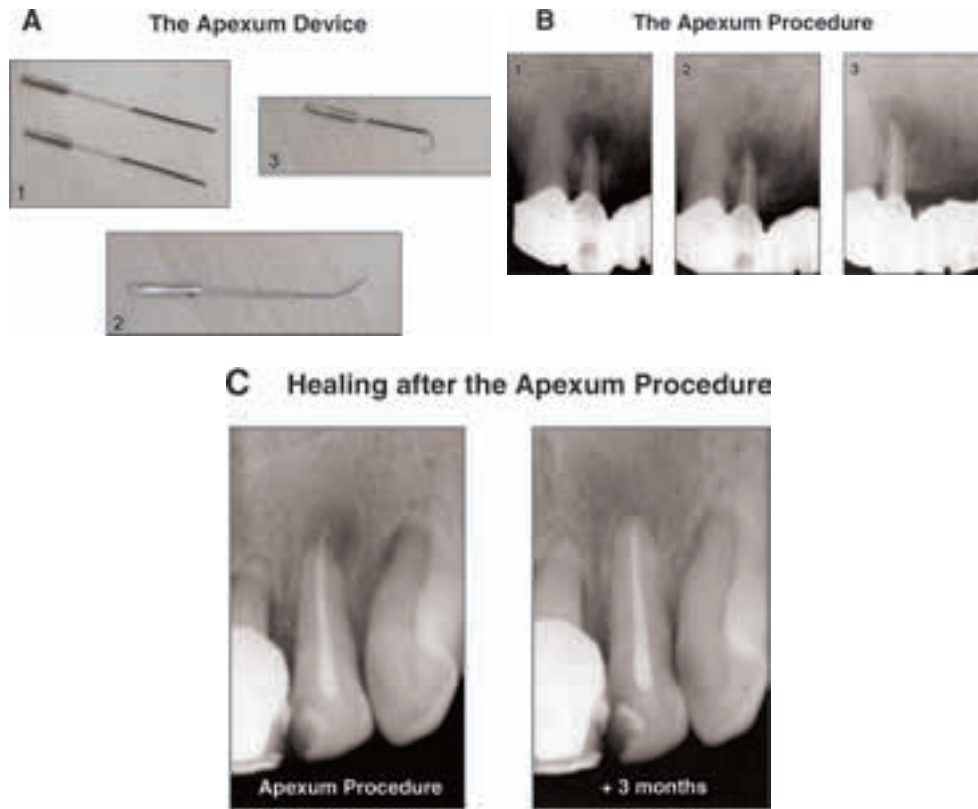 A
The Apexum Device
1
3
2
B
The Apexum Procedure
1
2
3
C
Healing after the Apexum Procedure
Apexum Procedure
+ 3 months